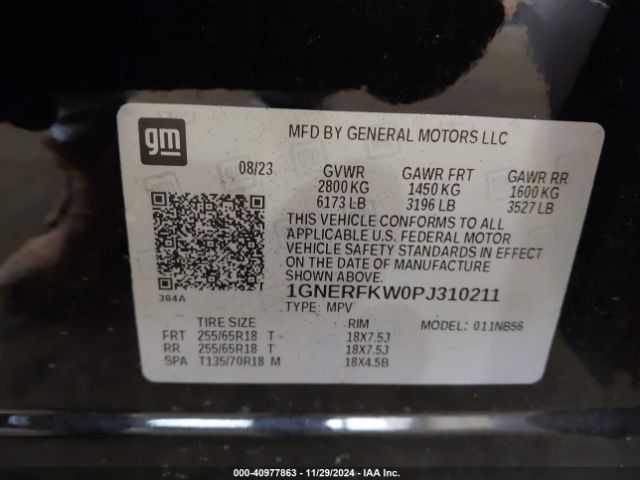 gm
MFD BY GENERAL MOTORS LLC
08/23
GVWR GAWR FRT GAWR RR
2800 KG 1450 KG 1600 KG
6173 LB 3196 LB 3527 LB
THIS VEHICLE CONFORMS TO ALL
APPLICABLE U.S. FEDERAL MOTOR
VEHICLE SAFETY STANDARDS IN EFFECT
ON THE DATE OF MANUFACTURE
SHOWN ABOVE.
384A
1GNERFKW0PJ310211
TYPE: MPV MODEL: 011NB56
TIRE SIZE RIM
FRT 255/65R18 T 18X7.5J
RR 255/65R18 T 18X7.5J
SPA T135/70R18 M 18X4.5B
STOCK #: 000-40977863 - 11/29/2024 - IAA Inc.